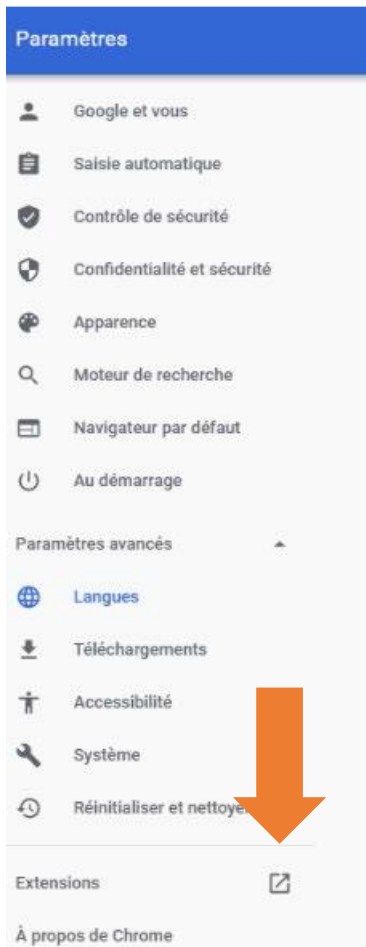 Paramètres
Google et vous
Saisie automatique
Contrôle de sécurité
Confidentialité et sécurité
Apparence
Moteur de recherche
Navigateur par défaut
Au démarrage
Paramètres avancés
Langues
Téléchargements
Accessibilité
Système
Réinitialiser et nettoye
Extensions
À propos de Chrome